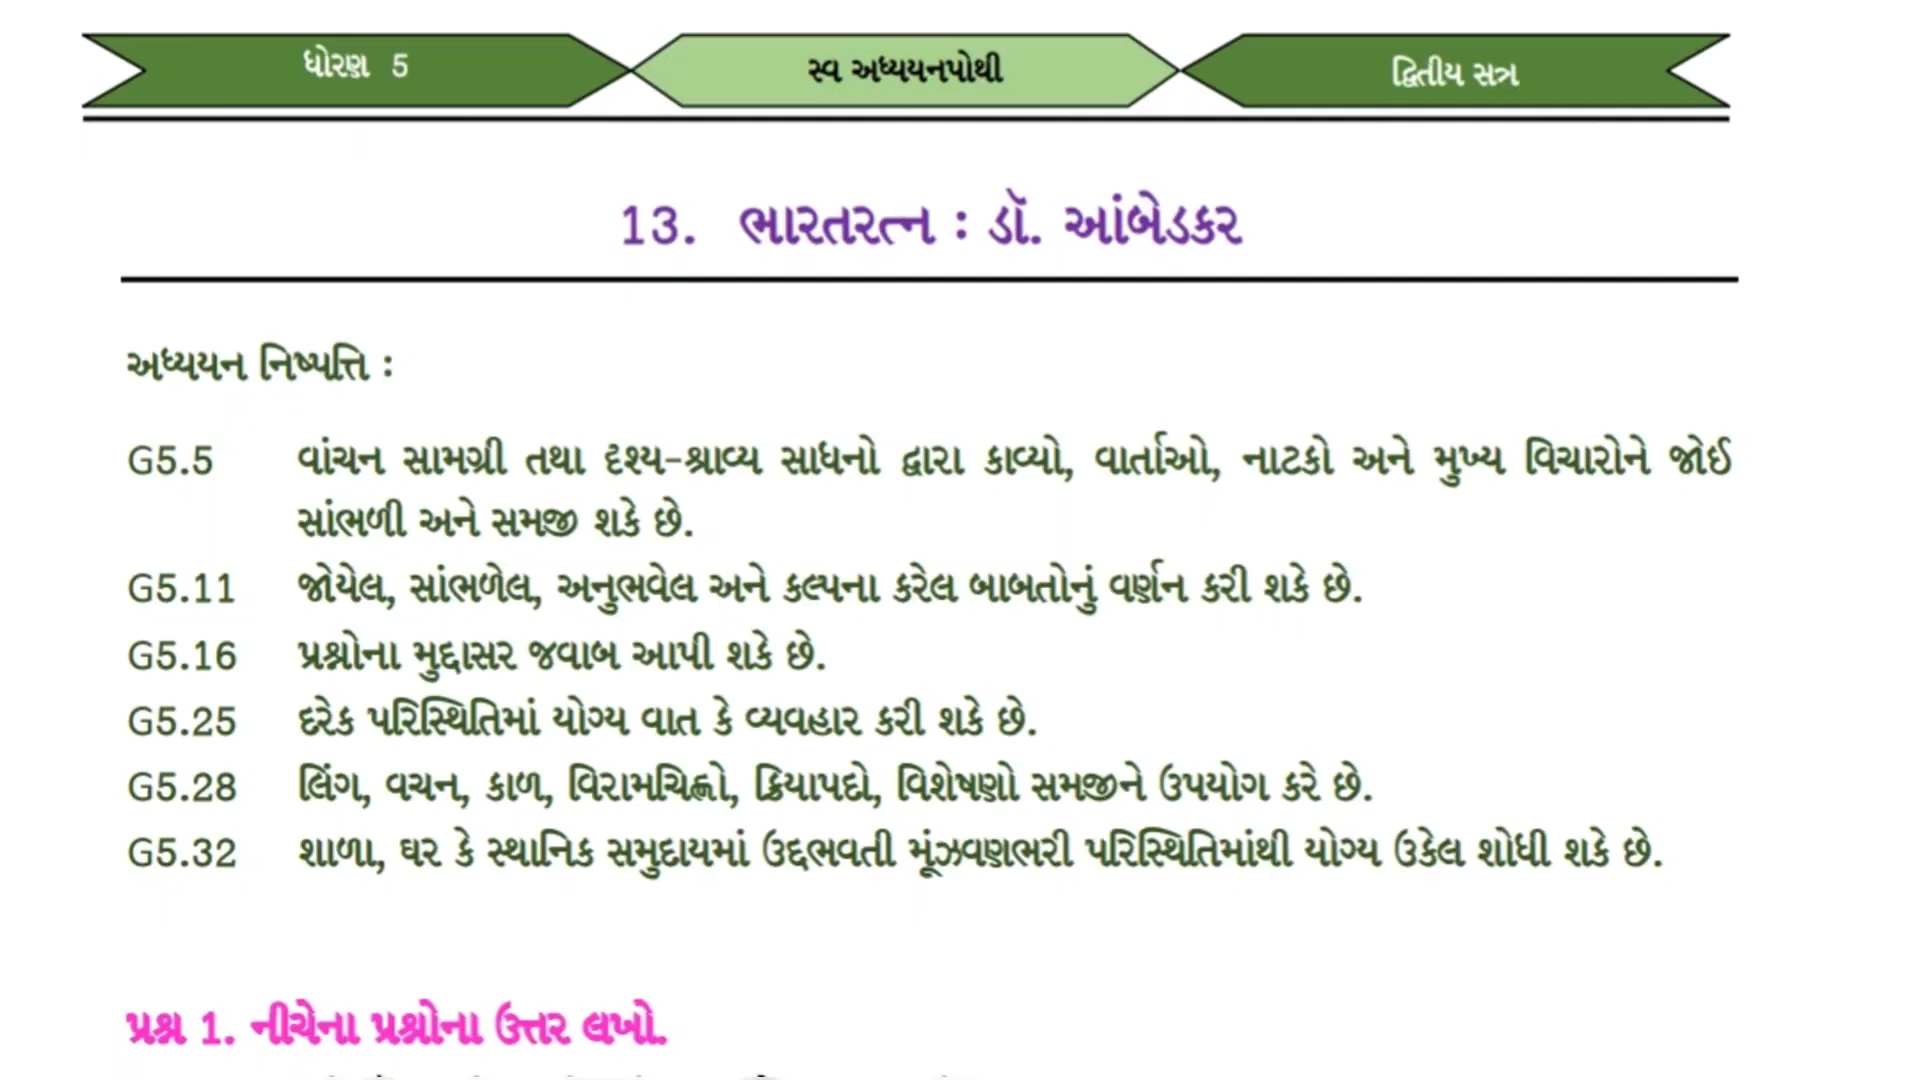 ધોરણ 5 સ્વ અધ્યયનપોથી દ્વિતીય સત્ર
13. ભારતરત્ન : ડૉ. આંબેડકર
અધ્યયન નિષ્પત્તિ :
G5.5 વાંચન સામગ્રી તથા દૃશ્ય-શ્રાવ્ય સાધનો દ્વારા કાવ્યો, વાર્તાઓ, નાટકો અને મુખ્ય વિચારોને જોઈ
સાંભળી અને સમજી શકે છે.
G5.11 જોયેલ, સાંભળેલ, અનુભવેલ અને કલ્પના કરેલ બાબતોનું વર્ણન કરી શકે છે.
G5.16 પ્રશ્નોના મુદ્દાસર જવાબ આપી શકે છે.
G5.25 દરેક પરિસ્થિતિમાં યોગ્ય વાત કે વ્યવહાર કરી શકે છે.
G5.28 લિંગ, વચન, કાળ, વિરામચિહ્નો, ક્રિયાપદો, વિશેષણો સમજીને ઉપયોગ કરે છે.
G5.32 શાળા, ઘર કે સ્થાનિક સમુદાયમાં ઉદ્દભવતી મૂંઝવણભરી પરિસ્થિતિમાંથી યોગ્ય ઉકેલ શોધી શકે છે.
પ્રશ્ન 1. નીચેના પ્રશ્નોના ઉત્તર લખો.